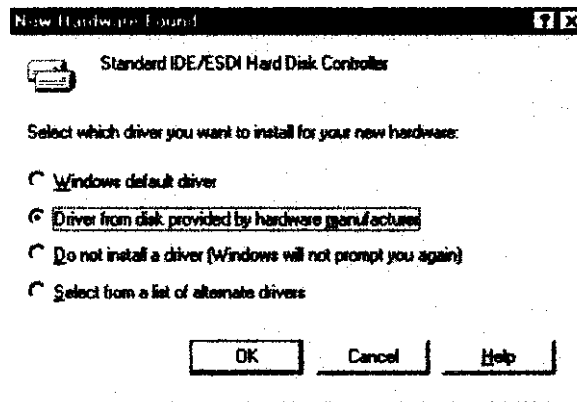 New Hardware Found
Standard IDE/ESDI Hard Disk Controller
Select which driver you want to install for your new hardware:
Windows default driver
Driver from disk provided by hardware manufacturer
Do not install a driver (Windows will not prompt you again)
Select from a list of alternate drivers
OK
Cancel
Help